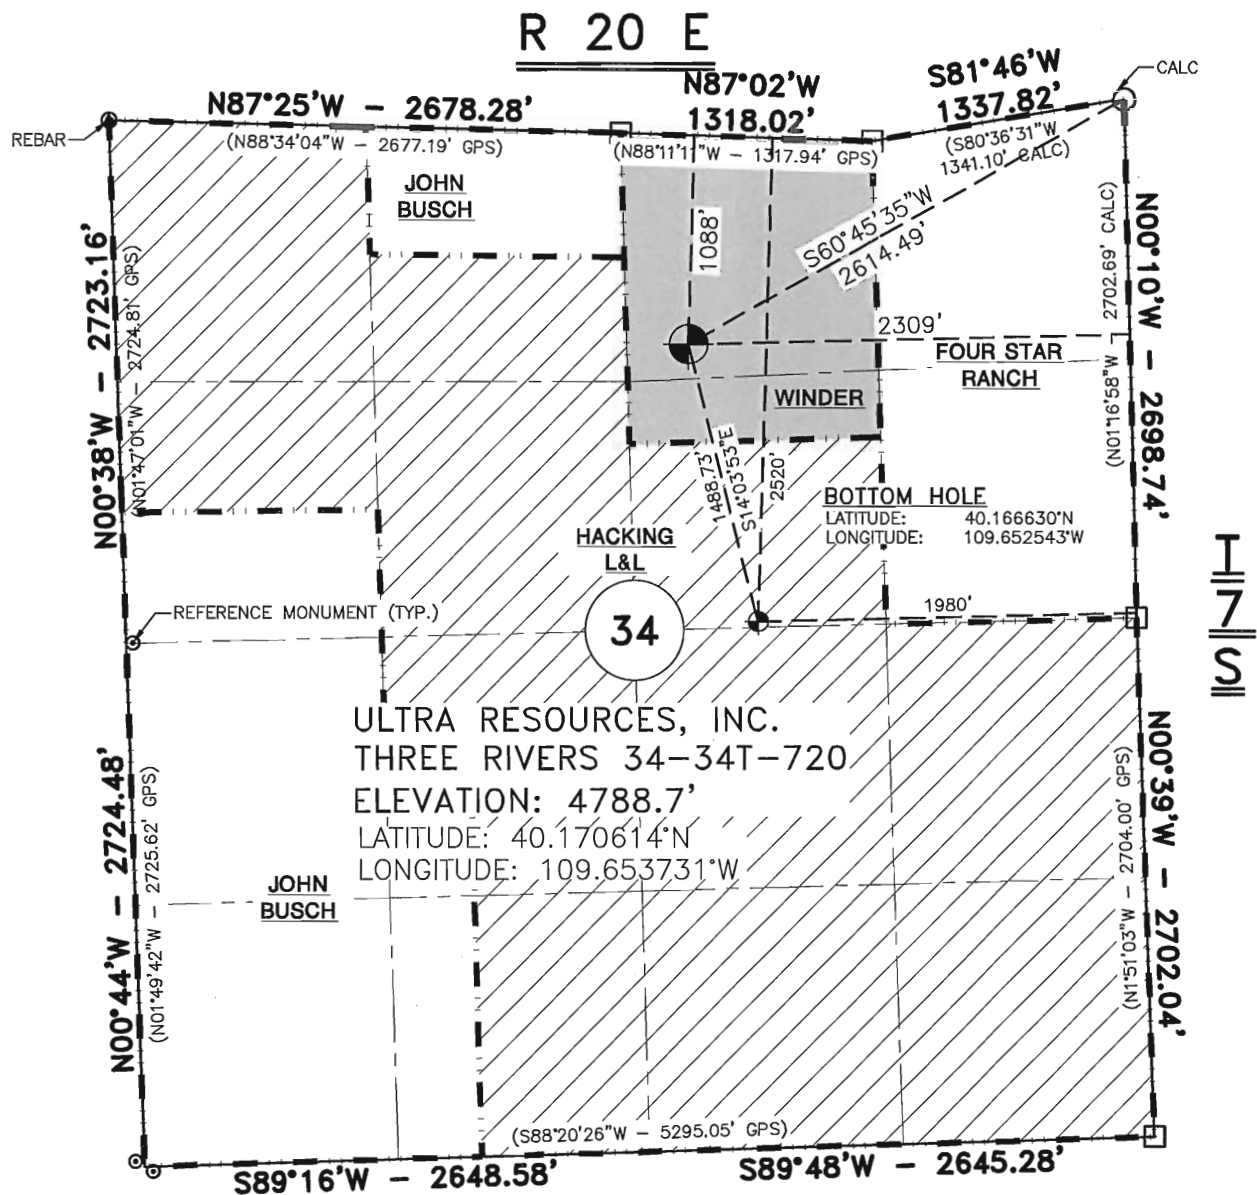 R 20 E
N87°25'W – 2678.28'
N87°02'W
1318.02'
S81°46'W
1337.82'
CALC
REBAR
(N88°34'04"W – 2677.19' GPS)
(N88°11'11"W – 1317.94' GPS)
(S80°36'31"W
1341.10' CALC)
JOHN
BUSCH
1088'
S60°45'35"W
2614.49'
N00°38'W – 2723.16'
(N01°47'01"W – 2724.81' GPS)
2702.69' CALC)
(N01°16'58"W
N00°10'W – 2698.74'
2309'
FOUR STAR
RANCH
WINDER
1488.73'
S14°03'53"E
2520'
BOTTOM HOLE
LATITUDE: 40.166630°N
LONGITUDE: 109.652543°W
HACKING
L&L
T
7
S
REFERENCE MONUMENT (TYP.)
34
1980'
ULTRA RESOURCES, INC.
THREE RIVERS 34–34T–720
ELEVATION: 4788.7'
LATITUDE: 40.170614°N
LONGITUDE: 109.653731°W
N00°44'W – 2724.48'
(N01°49'42"W – 2725.62' GPS)
JOHN
BUSCH
(N1°51'03"W – 2704.00' GPS)
N00°39'W – 2702.04'
(S88°20'26"W – 5295.05' GPS)
S89°16'W – 2648.58'
S89°48'W – 2645.28'